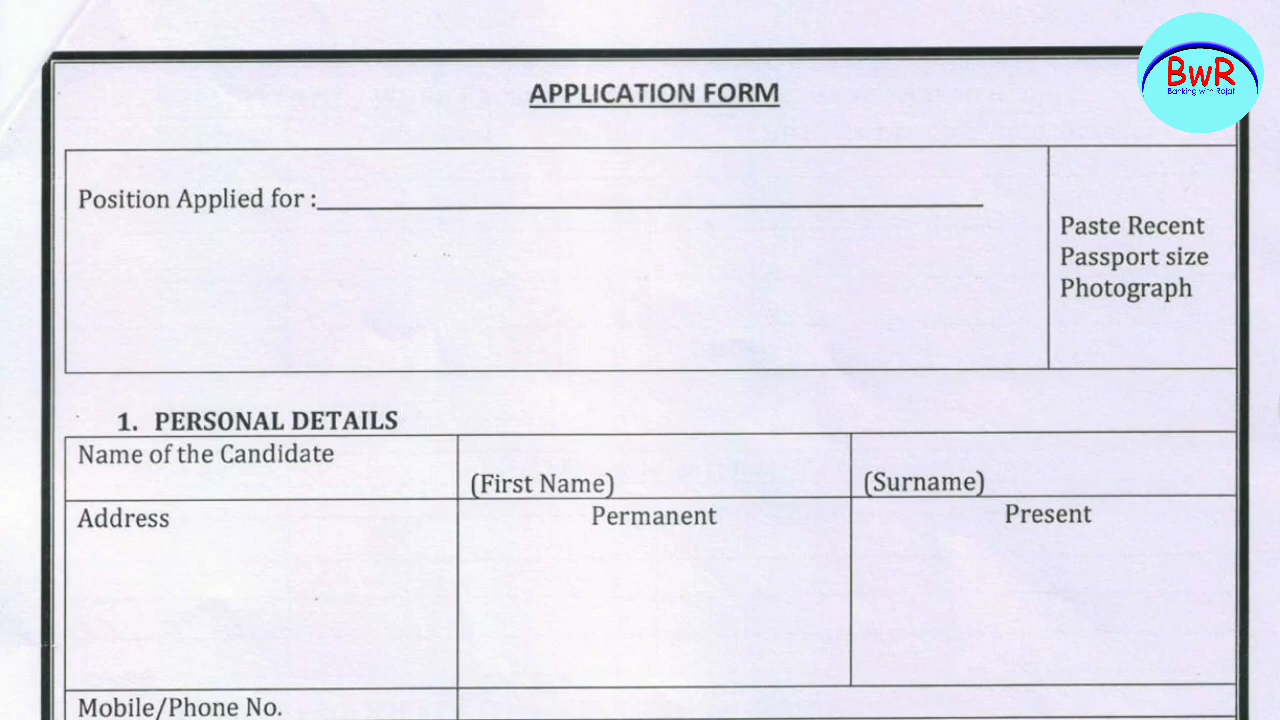 APPLICATION FORM
BwR
Banking with Rajat
Position Applied for :
Paste Recent
Passport size
Photograph
1. PERSONAL DETAILS
Name of the Candidate
(First Name)
(Surname)
Address
Permanent
Present
Mobile/Phone No.